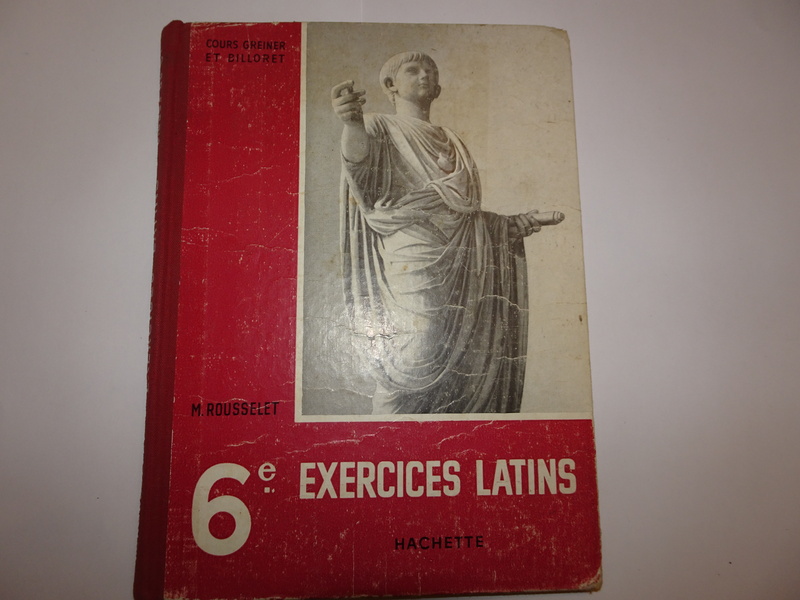 COURS GREINER
ET BILLORET
M. ROUSSELET
6e EXERCICES LATINS
HACHETTE